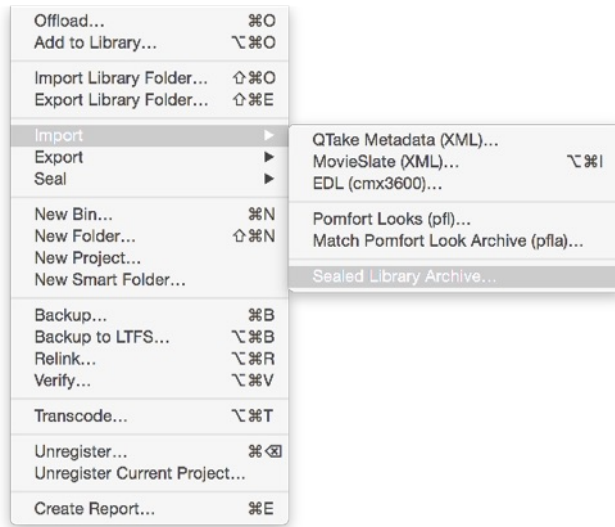 Offload... ⌘O
Add to Library... ⌥⌘O
Import Library Folder... ⇧⌘O
Export Library Folder... ⇧⌘E
Import ▶
Export ▶
Seal ▶
New Bin... ⌘N
New Folder... ⇧⌘N
New Project...
New Smart Folder...
Backup... ⌘B
Backup to LTFS... ⌥⌘B
Relink... ⌥⌘R
Verify... ⌥⌘V
Transcode... ⌥⌘T
Unregister... ⌘⌫
Unregister Current Project...
Create Report... ⌘E
QTake Metadata (XML)...
MovieSlate (XML)... ⌥⌘I
EDL (cmx3600)...
Pomfort Looks (pfl)...
Match Pomfort Look Archive (pfla)...
Sealed Library Archive...